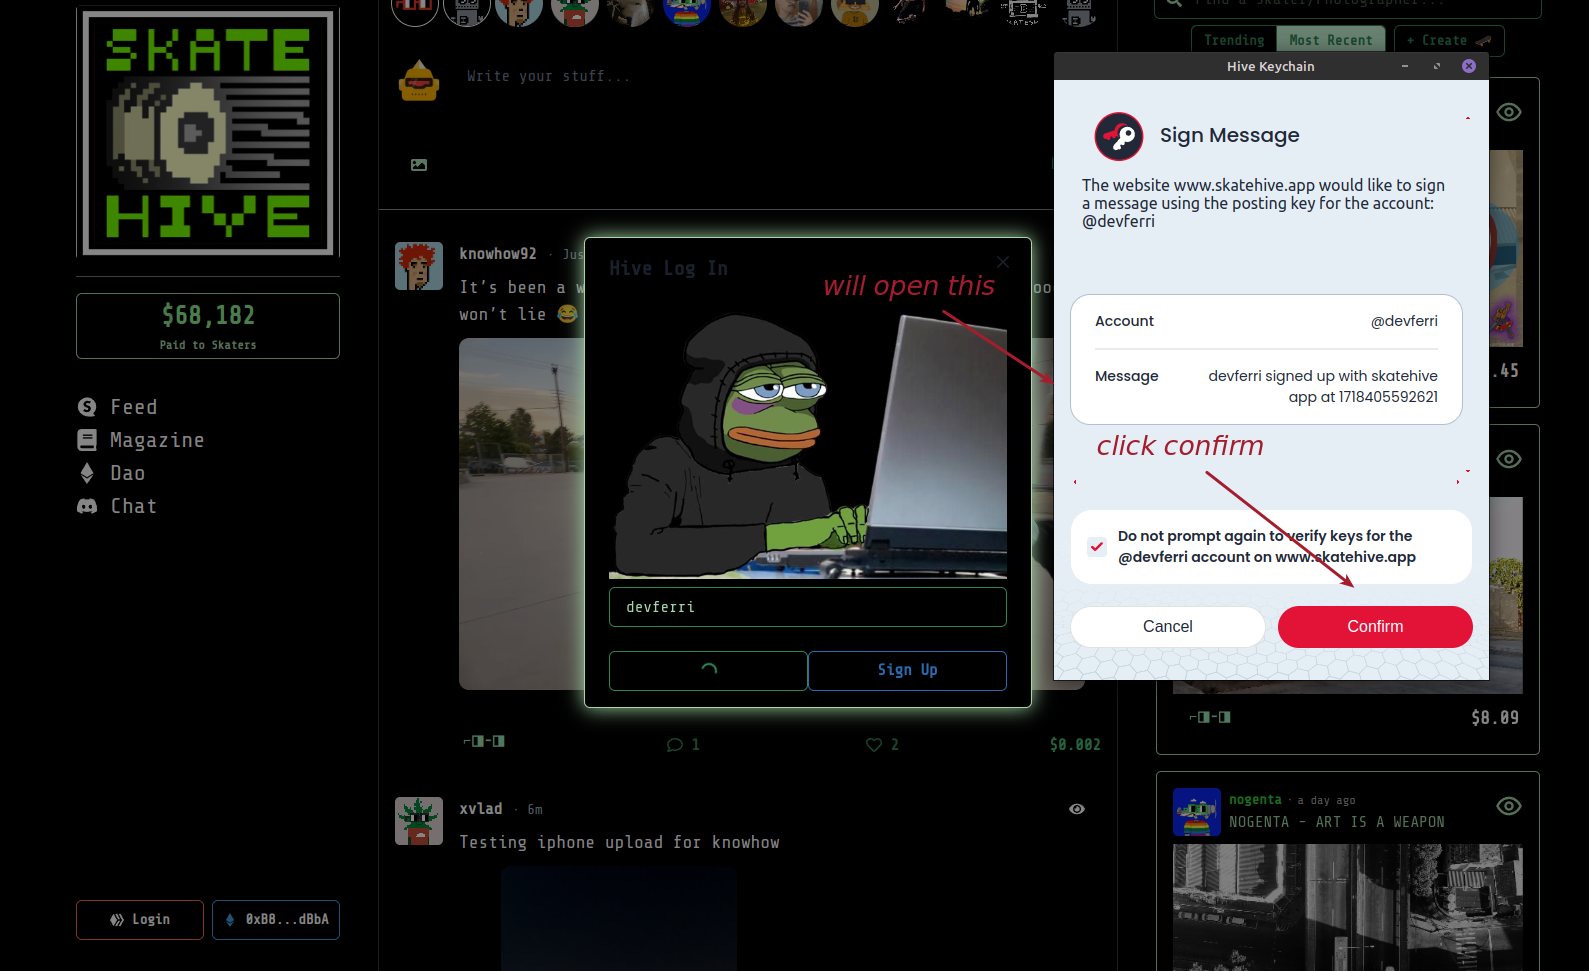 SKATE
HIVE
$68,182
Paid to Skaters
Feed
Magazine
Dao
Chat
Login
0xB8...dBbA
Write your stuff...
knowhow92 · Jus
It's been a w
won't lie 😂
1
2
$0.002
xvlad · 6m
Testing iphone upload for knowhow
Hive Log In
will open this
devferri
Sign Up
Find a skater/photographer...
Trending
Most Recent
+ Create 🛹
Hive Keychain
Sign Message
The website www.skatehive.app would like to sign
a message using the posting key for the account:
@devferri
Account
@devferri
Message
devferri signed up with skatehive
app at 1718405592621
click confirm
Do not prompt again to verify keys for the
@devferri account on www.skatehive.app
Cancel
Confirm
.45
$8.09
nogenta · a day ago
NOGENTA - ART IS A WEAPON